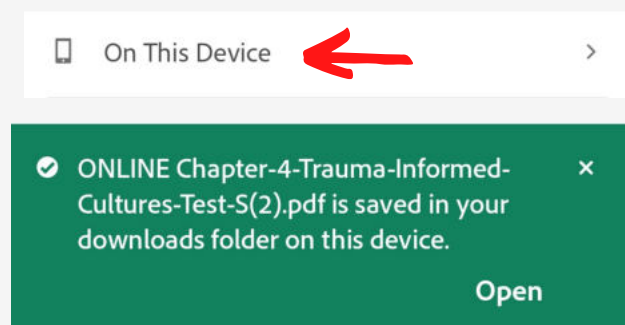 On This Device
ONLINE Chapter-4-Trauma-Informed-
Cultures-Test-S(2).pdf is saved in your
downloads folder on this device.
Open